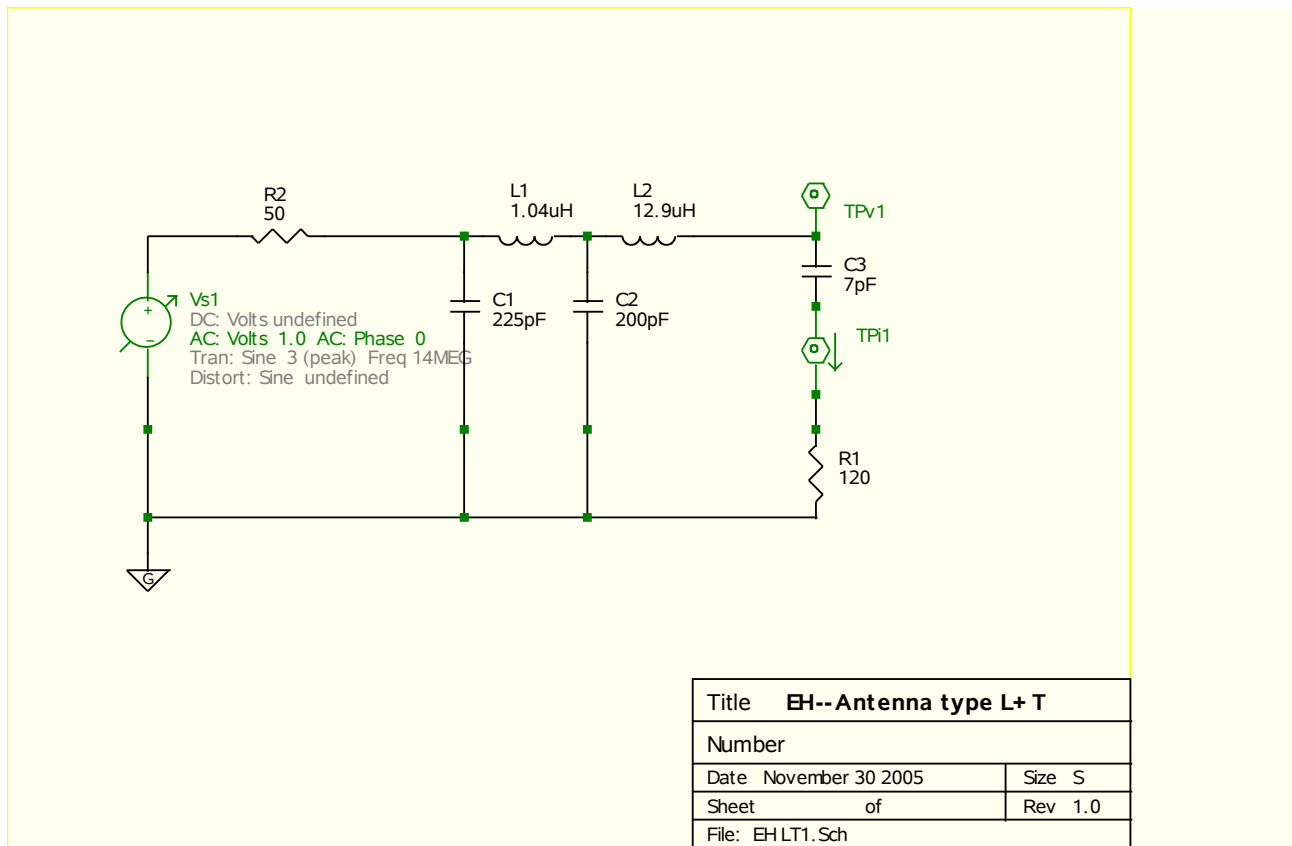 R2
50
L1
1.04uH
L2
12.9uH
TPv1
C3
7pF
Vs1
DC: Volts undefined
AC: Volts 1.0 AC: Phase 0
Tran: Sine 3 (peak) Freq 14MEG
Distort: Sine undefined
+
−
C1
225pF
C2
200pF
TPi1
R1
120
G
Title EH--Antenna type L+T
Number
Date November 30 2005 Size S
Sheet of Rev 1.0
File: EH LT1.Sch